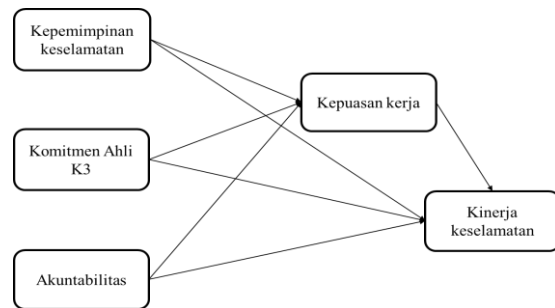 Kepemimpinan
keselamatan
Kepuasan kerja
Komitmen Ahli
K3
Kinerja
keselamatan
Akuntabilitas